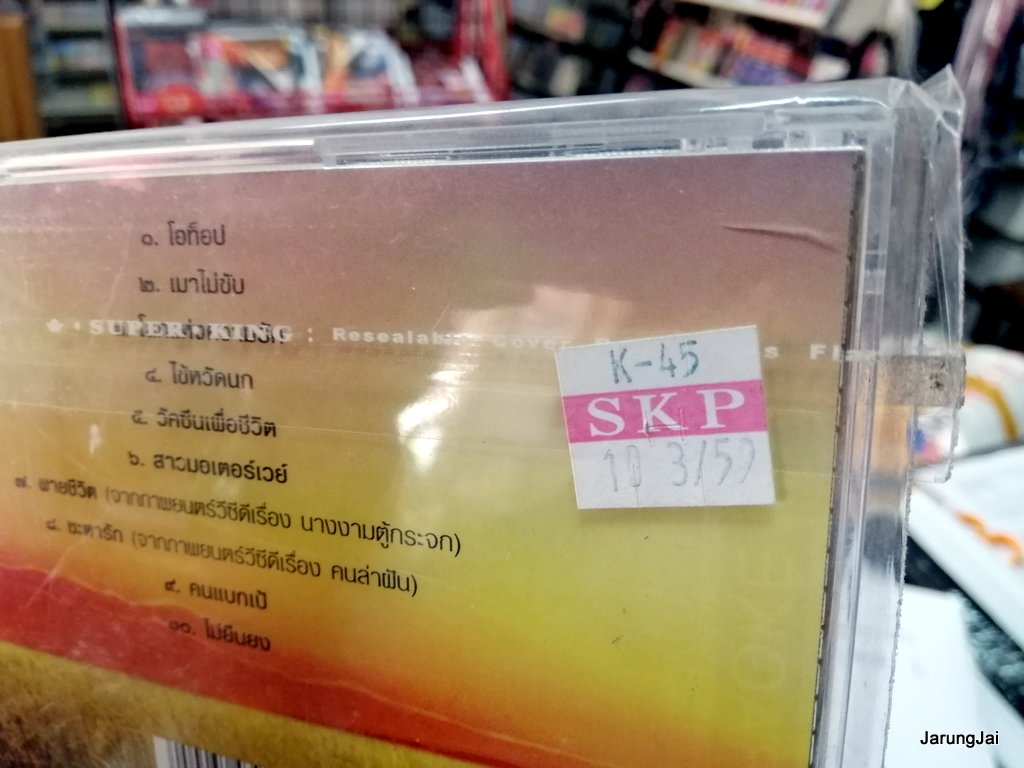 ๑. โอท็อป
๒. เมาไม่ขับ
SUPER KING : Resealable Cover
๔. ไข้หวัดนก
๕. วัคซีนเพื่อชีวิต
๖. สาวมอเตอร์เวย์
๗. พายชีวิต (จากภาพยนตร์วีซีดีเรื่อง นางงามตู้กระจก)
๘. ชะตารัก (จากภาพยนตร์วีซีดีเรื่อง คนล่าฝัน)
๙. คนแบกเป้
๑๐. ไม่ยืนยง
K-45
SKP
10 3/59
JarungJai